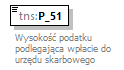 tns:P_51
Wysokość podatku
podlegająca wpłacie do
urzędu skarbowego